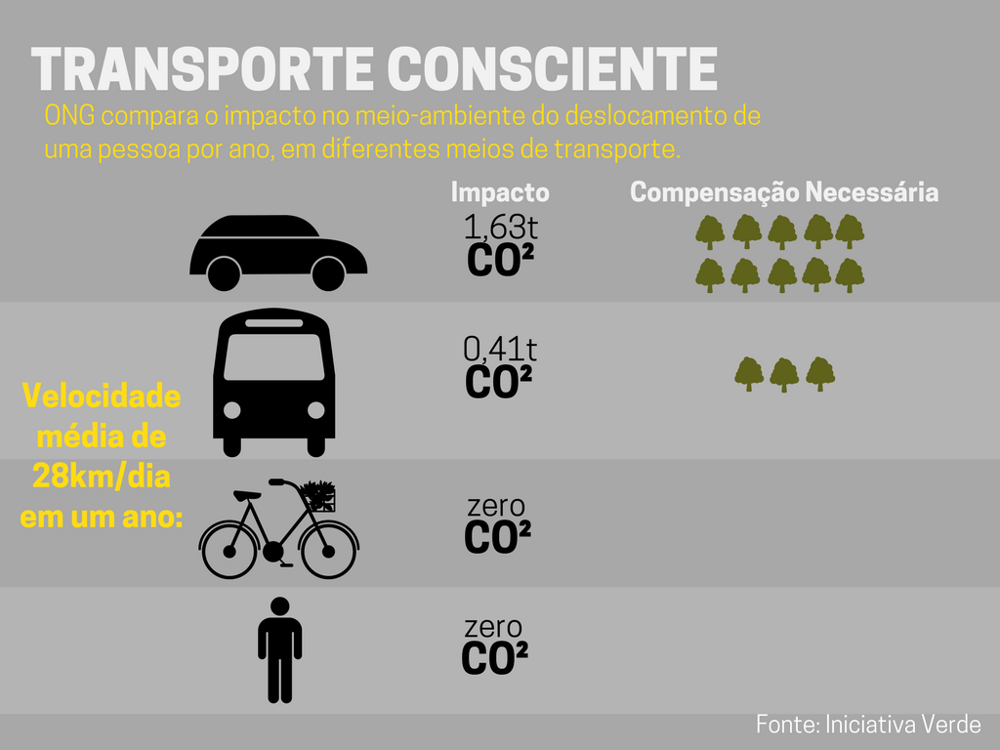 TRANSPORTE CONSCIENTE
ONG compara o impacto no meio-ambiente do deslocamento de
uma pessoa por ano, em diferentes meios de transporte.
Impacto
Compensação Necessária
1,63t
CO²
0,41t
CO²
Velocidade
média de
28km/dia
em um ano:
zero
CO²
zero
CO²
Fonte: Iniciativa Verde